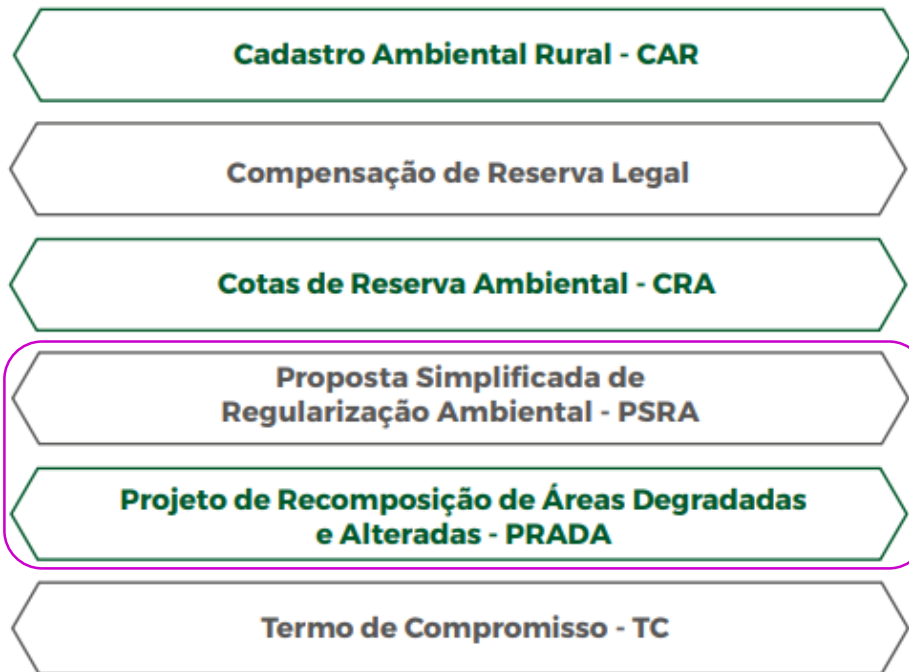 Cadastro Ambiental Rural - CAR
Compensação de Reserva Legal
Cotas de Reserva Ambiental - CRA
Proposta Simplificada de
Regularização Ambiental - PSRA
Projeto de Recomposição de Áreas Degradadas
e Alteradas - PRADA
Termo de Compromisso - TC